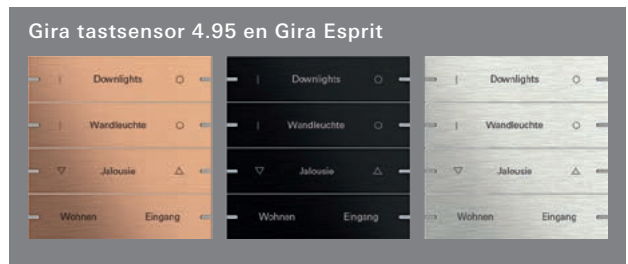 Gira tastsensor 4.95 en Gira Esprit
| Downlights ○
| Wandleuchte ○
▽ Jalousie △
Wohnen Eingang
| Downlights ○
| Wandleuchte ○
▽ Jalousie △
Wohnen Eingang
| Downlights ○
| Wandleuchte ○
▽ Jalousie △
Wohnen Eingang